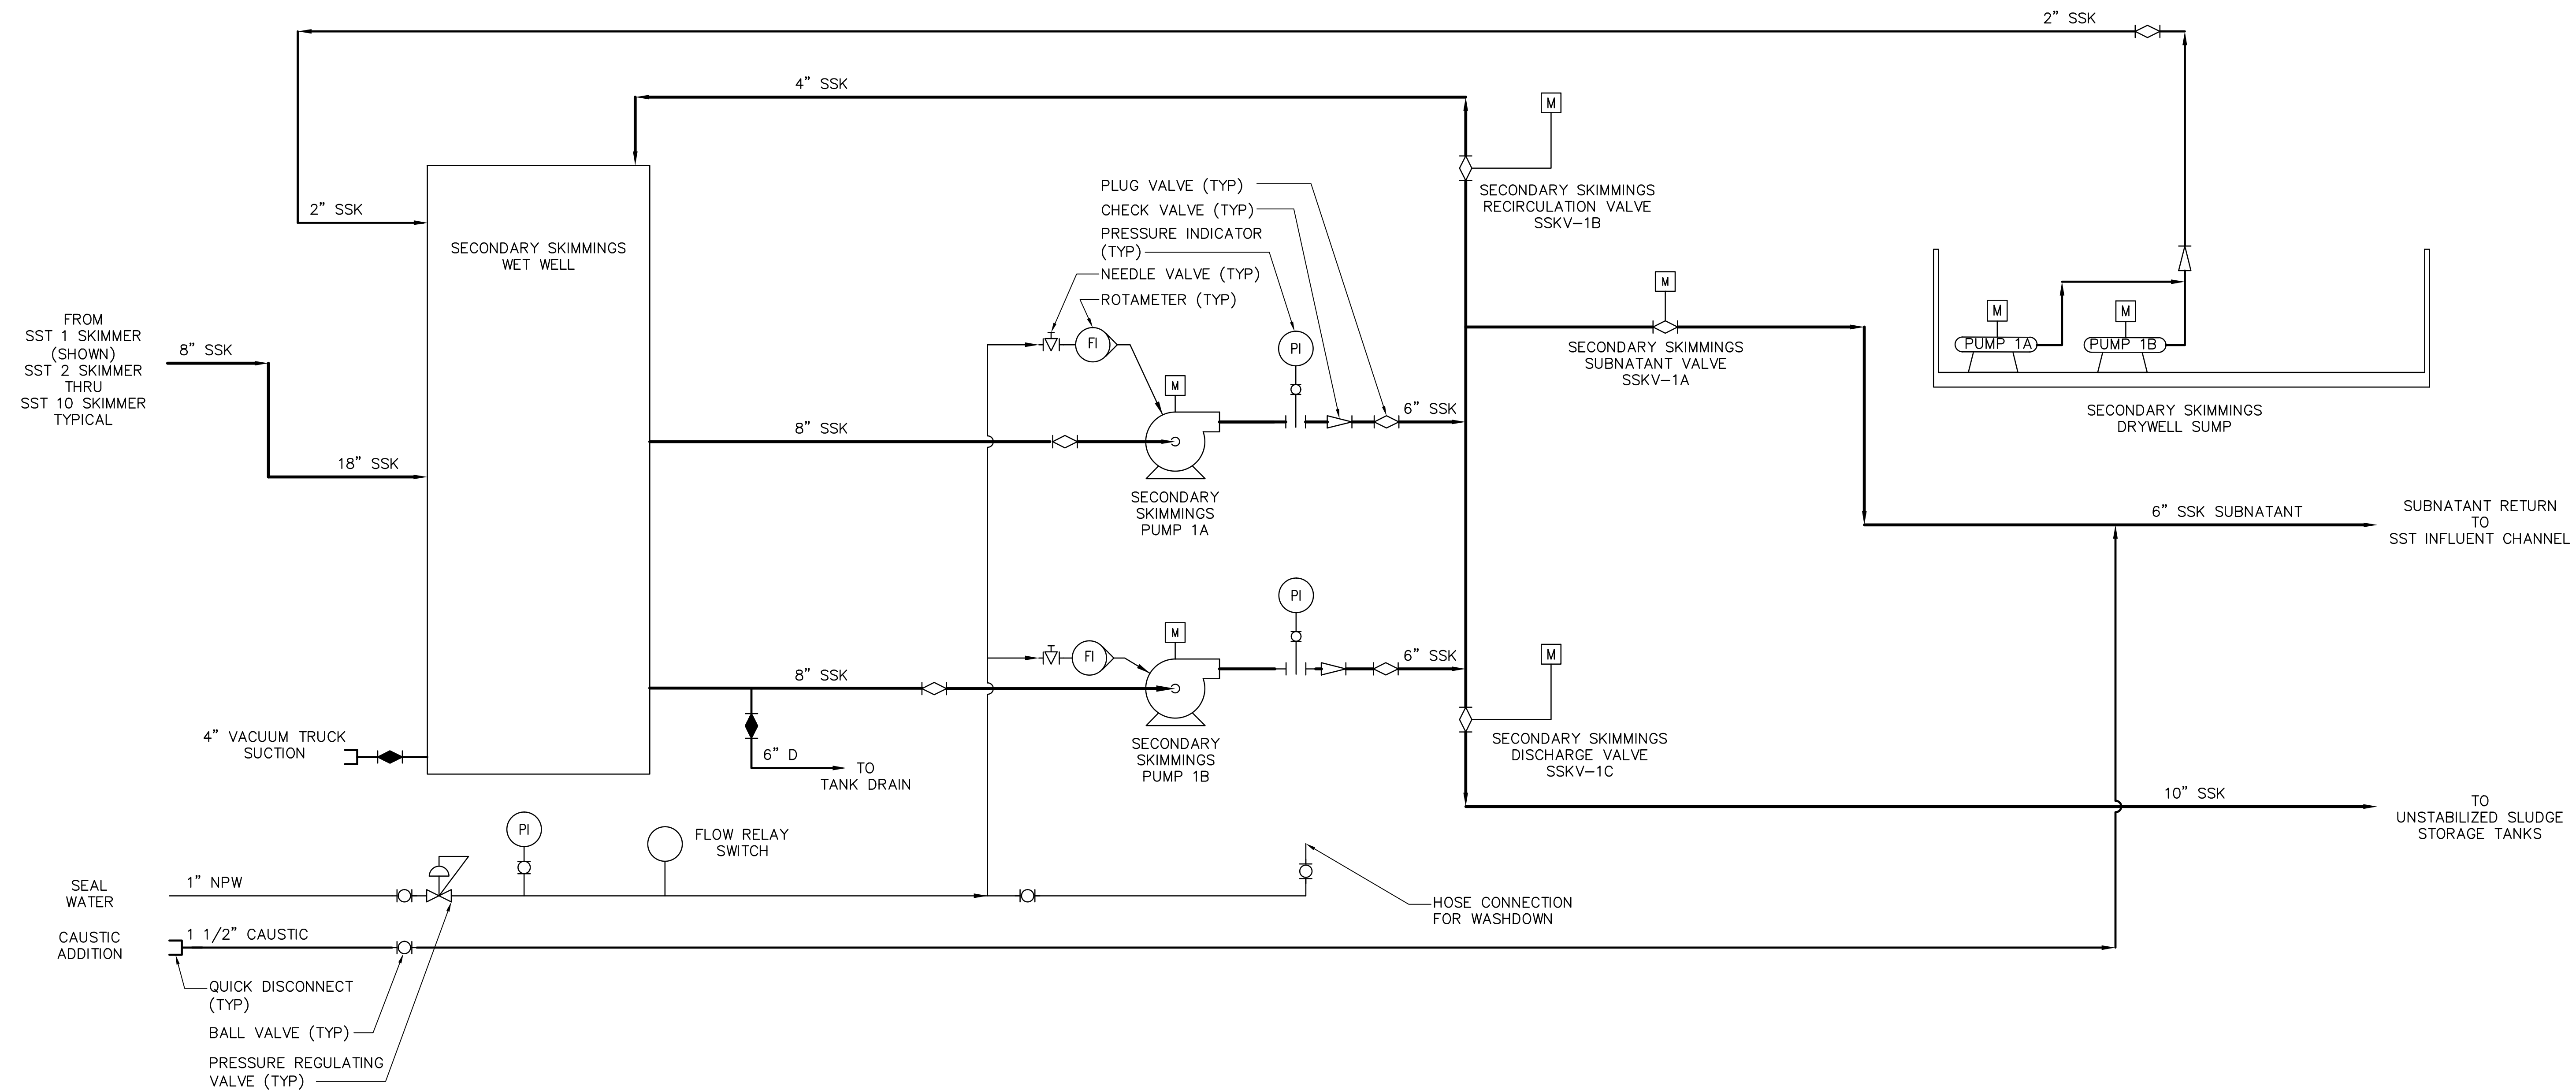 2” SSK
4” SSK
M
PLUG VALVE (TYP)
CHECK VALVE (TYP)
PRESSURE INDICATOR
(TYP)
NEEDLE VALVE (TYP)
ROTAMETER (TYP)
SECONDARY SKIMMINGS
RECIRCULATION VALVE
SSKV-1B
2” SSK
SECONDARY SKIMMINGS
WET WELL
FROM
SST 1 SKIMMER
(SHOWN)
SST 2 SKIMMER
THRU
SST 10 SKIMMER
TYPICAL
8” SSK
18” SSK
FI
PI
M
8” SSK
6” SSK
SECONDARY
SKIMMINGS
PUMP 1A
M
SECONDARY SKIMMINGS
SUBNATANT VALVE
SSKV-1A
M
M
PUMP 1A
PUMP 1B
SECONDARY SKIMMINGS
DRYWELL SUMP
6” SSK SUBNATANT
SUBNATANT RETURN
TO
SST INFLUENT CHANNEL
PI
M
FI
8” SSK
6” SSK
SECONDARY
SKIMMINGS
PUMP 1B
M
SECONDARY SKIMMINGS
DISCHARGE VALVE
SSKV-1C
4” VACUUM TRUCK
SUCTION
6” D
TO
TANK DRAIN
10” SSK
TO
UNSTABILIZED SLUDGE
STORAGE TANKS
PI
FLOW RELAY
SWITCH
SEAL
WATER
1” NPW
HOSE CONNECTION
FOR WASHDOWN
CAUSTIC
ADDITION
1 1/2” CAUSTIC
QUICK DISCONNECT
(TYP)
BALL VALVE (TYP)
PRESSURE REGULATING
VALVE (TYP)